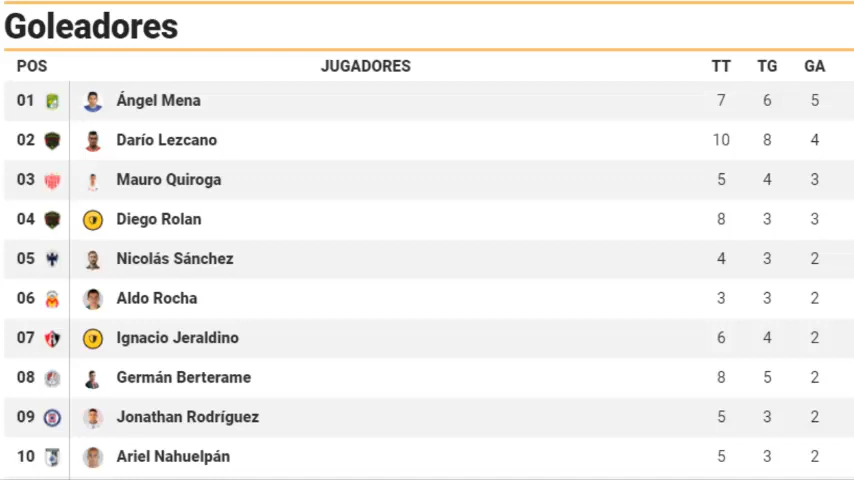 Goleadores
POS JUGADORES TT TG GA
01 Ángel Mena 7 6 5
02 Darío Lezcano 10 8 4
03 Mauro Quiroga 5 4 3
04 Diego Rolan 8 3 3
05 Nicolás Sánchez 4 3 2
06 Aldo Rocha 3 3 2
07 Ignacio Jeraldino 6 4 2
08 Germán Berterame 8 5 2
09 Jonathan Rodríguez 5 3 2
10 Ariel Nahuelpán 5 3 2